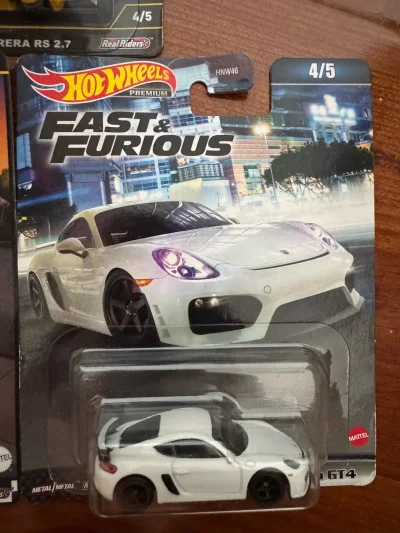 4/5
RERA RS 2.7
Real Riders
HOT WHEELS
PREMIUM
HNW46
4/5
FAST &
FURIOUS
MATTEL
GT4
METAL/METAL